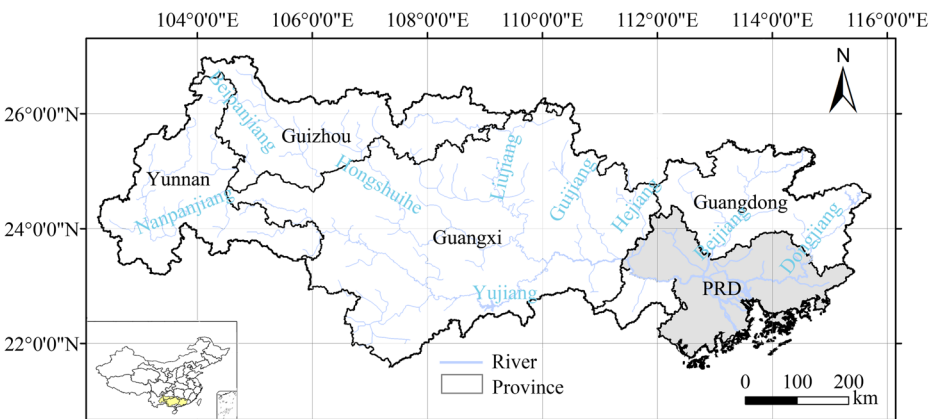 104°0'0"E 106°0'0"E 108°0'0"E 110°0'0"E 112°0'0"E 114°0'0"E 116°0'0"E
N
26°0'0"N
Beipanjiang
Guizhou
Liujiang
Yunnan
Hongshuihe
Guijiang
Hejiang
Guangdong
Nanpanjiang
24°0'0"N
Guangxi
Beijiang
Dongjiang
Yujiang
PRD
22°0'0"N
River
Province
0 100 200
km